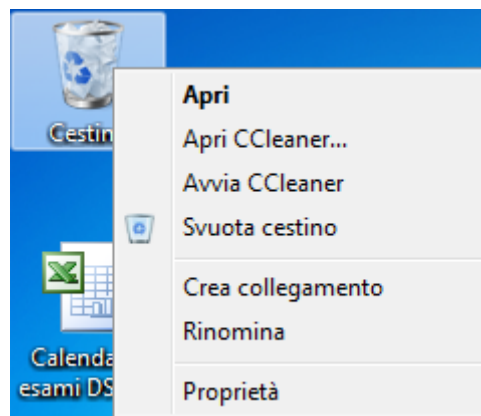 Cestin
Apri
Apri CCleaner...
Avvia CCleaner
Svuota cestino
Crea collegamento
Rinomina
Proprietà
Calenda
esami DS